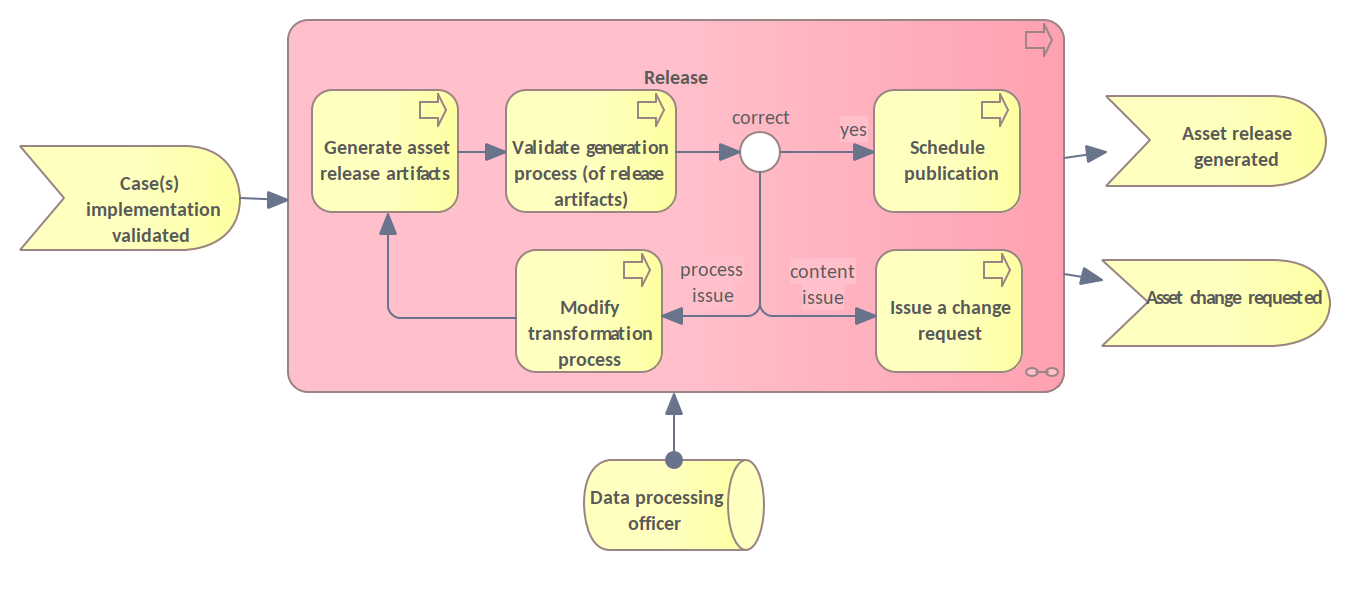 Release
correct
yes
Generate asset
release artifacts
Validate generation
process (of release
artifacts)
Schedule
publication
Asset release
generated
Case(s)
implementation
validated
process
issue
content
issue
Modify
transformation
process
Issue a change
request
Asset change requested
Data processing
officer